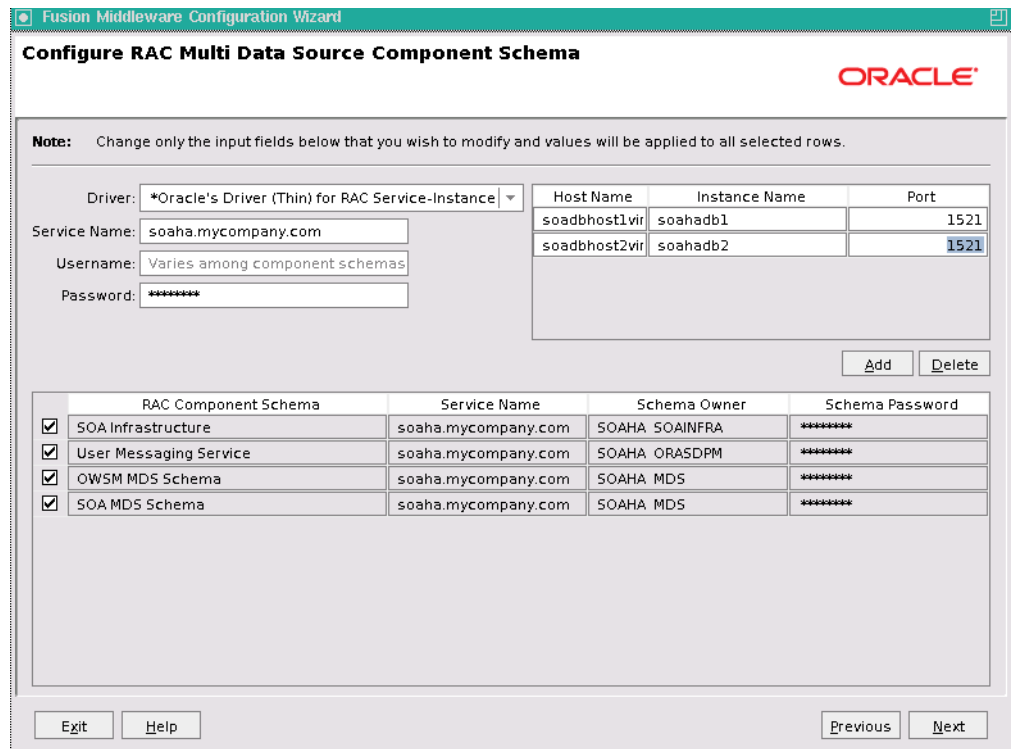 Fusion Middleware Configuration Wizard
Configure RAC Multi Data Source Component Schema
ORACLE
Note: Change only the input fields below that you wish to modify and values will be applied to all selected rows.
Driver: *Oracle's Driver (Thin) for RAC Service-Instance
Service Name: soaha.mycompany.com
Username: Varies among component schemas
Password: ********
Host Name Instance Name Port
soadbhost1vir soahadb1 1521
soadbhost2vir soahadb2 1521
Add Delete
RAC Component Schema Service Name Schema Owner Schema Password
SOA Infrastructure soaha.mycompany.com SOAHA_SOAINFRA ********
User Messaging Service soaha.mycompany.com SOAHA_ORASDPM ********
OWSM MDS Schema soaha.mycompany.com SOAHA_MDS ********
SOA MDS Schema soaha.mycompany.com SOAHA_MDS ********
Exit Help Previous Next